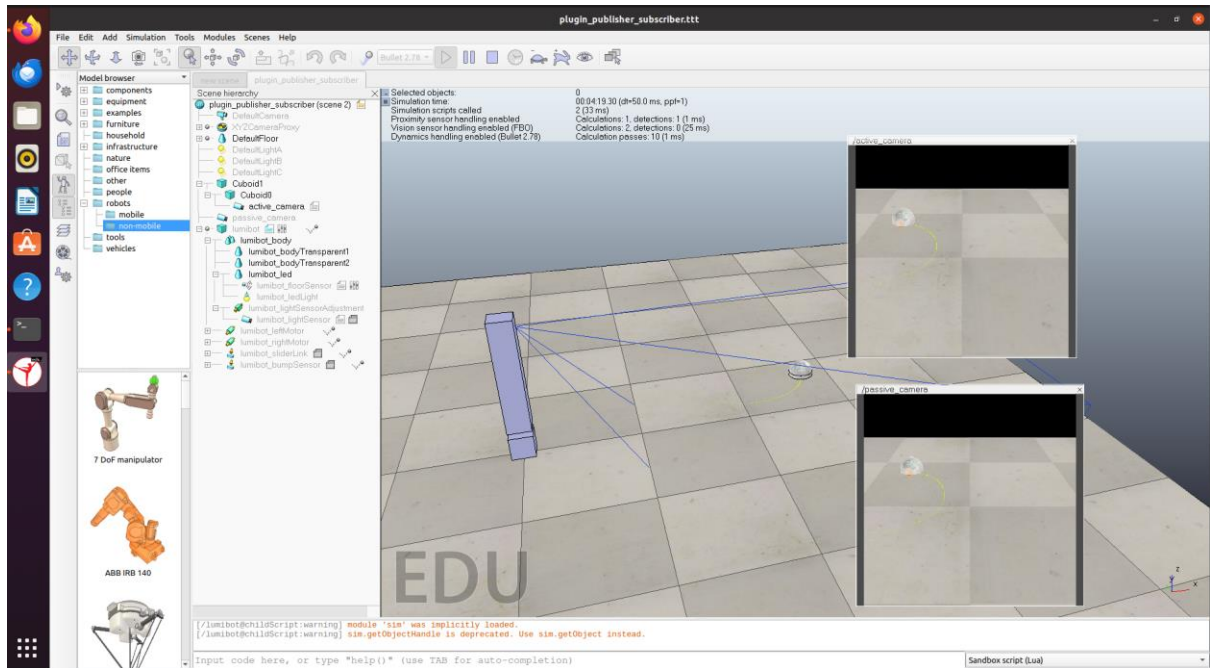 plugin_publisher_subscriber.ttt
File Edit Add Simulation Tools Modules Scenes Help
Bullet 2.78
Model browser
components
equipment
examples
furniture
household
infrastructure
nature
office items
other
people
robots
mobile
non-mobile
tools
vehicles
7 DoF manipulator
ABB IRB 140
new scene plugin_publisher_subscriber
Scene hierarchy
plugin_publisher_subscriber (scene 2)
DefaultCamera
XYZCameraProxy
DefaultFloor
DefaultLightA
DefaultLightB
DefaultLightC
Cuboid1
Cuboid0
active_camera
passive_camera
lumibot
lumibot_body
lumibot_bodyTransparent1
lumibot_bodyTransparent2
lumibot_led
lumibot_floorSensor
lumibot_ledLight
lumibot_lightSensorAdjustment
lumibot_lightSensor
lumibot_leftMotor
lumibot_rightMotor
lumibot_sliderLink
lumibot_bumpSensor
Selected objects: 0
Simulation time: 00:04:19.30 (dt=50.0 ms, ppf=1)
Simulation scripts called 2 (33 ms)
Proximity sensor handling enabled Calculations: 1, detections: 1 (1 ms)
Vision sensor handling enabled (FBO) Calculations: 2, detections: 0 (25 ms)
Dynamics handling enabled (Bullet 2.78) Calculation passes: 10 (1 ms)
/active_camera
/passive_camera
EDU
z
x
[/lumibot@childScript:warning] module 'sim' was implicitly loaded.
[/lumibot@childScript:warning] sim.getObjectHandle is deprecated. Use sim.getObject instead.
Input code here, or type "help()" (use TAB for auto-completion)
Sandbox script (Lua)